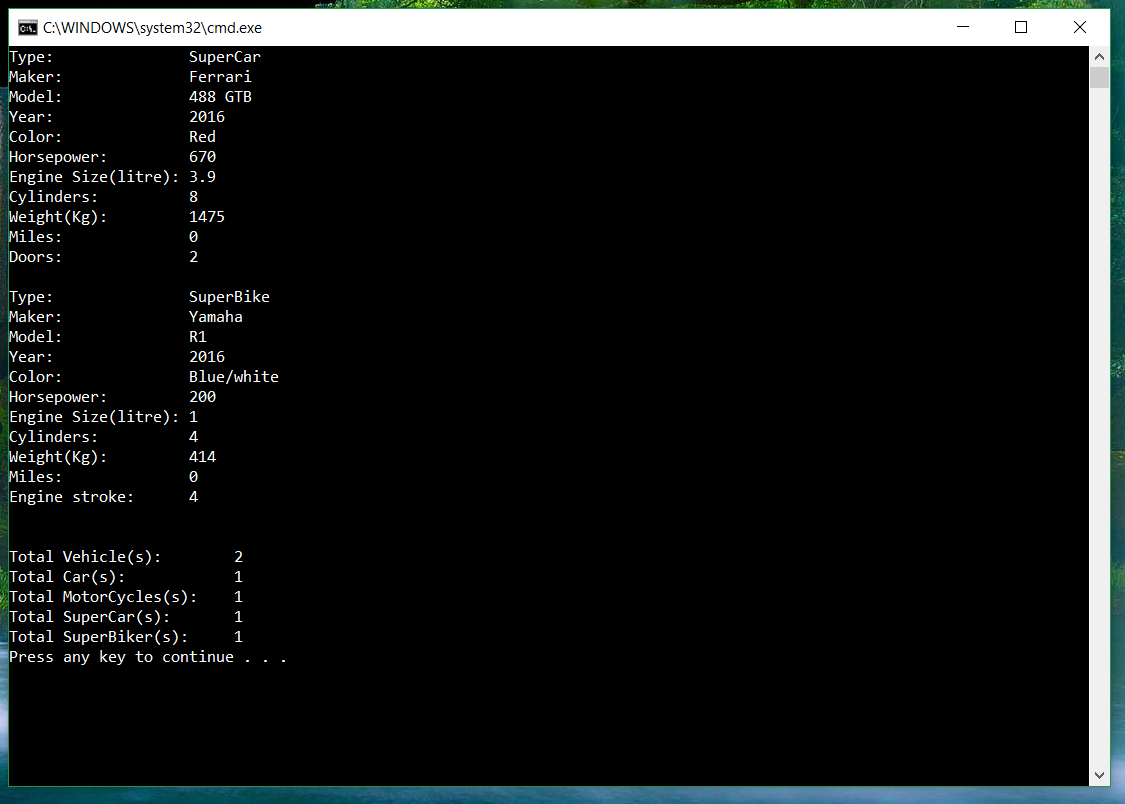 C:\WINDOWS\system32\cmd.exe
Type: SuperCar
Maker: Ferrari
Model: 488 GTB
Year: 2016
Color: Red
Horsepower: 670
Engine Size(litre): 3.9
Cylinders: 8
Weight(Kg): 1475
Miles: 0
Doors: 2
Type: SuperBike
Maker: Yamaha
Model: R1
Year: 2016
Color: Blue/white
Horsepower: 200
Engine Size(litre): 1
Cylinders: 4
Weight(Kg): 414
Miles: 0
Engine stroke: 4
Total Vehicle(s): 2
Total Car(s): 1
Total MotorCycles(s): 1
Total SuperCar(s): 1
Total SuperBiker(s): 1
Press any key to continue . . .